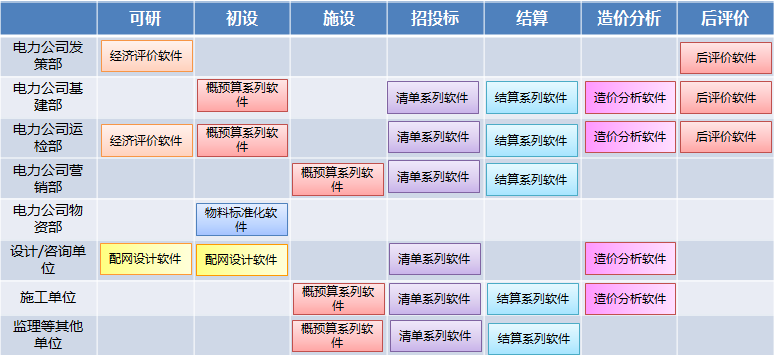 可研 初设 施设 招投标 结算 造价分析 后评价
电力公司发
策部
经济评价软件
后评价软件
电力公司基
建部
概预算系列软
件
清单系列软件
结算系列软件
造价分析软件
后评价软件
电力公司运
检部
经济评价软件
概预算系列软
件
清单系列软件
结算系列软件
造价分析软件
后评价软件
电力公司营
销部
概预算系列软
件
清单系列软件
结算系列软件
电力公司物
资部
物料标准化软
件
设计/咨询单
位
配网设计软件
配网设计软件
清单系列软件
造价分析软件
施工单位
概预算系列软
件
清单系列软件
结算系列软件
造价分析软件
监理等其他
单位
概预算系列软
件
清单系列软件
结算系列软件